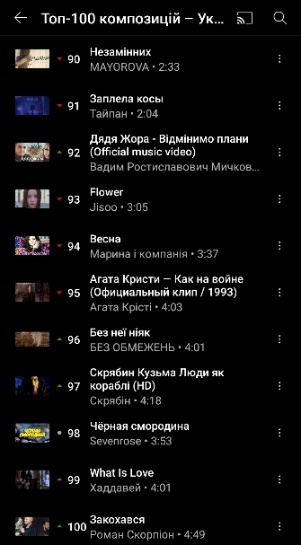 Топ-100 композицій – Ук...
90 Незамінних
MAYOROVA • 2:33
91 Заплела косы
Тайпан • 2:04
92 Дядя Жора - Відмінимо плани
(Official music video)
Вадим Ростиславович Мичков...
93 Flower
Jisoo • 3:05
94 Весна
Марина і компанія • 3:37
95 Агата Кристи — Как на войне
(Официальный клип / 1993)
Агата Крісті • 4:03
96 Без неї ніяк
БЕЗ ОБМЕЖЕНЬ • 4:01
97 Скрябин Кузьма Люди як
кораблі (HD)
Скрябін • 4:18
98 Чёрная смородина
Sevenrose • 3:53
99 What Is Love
Хаддавей • 4:01
100 Закохався
Роман Скорпіон • 4:49